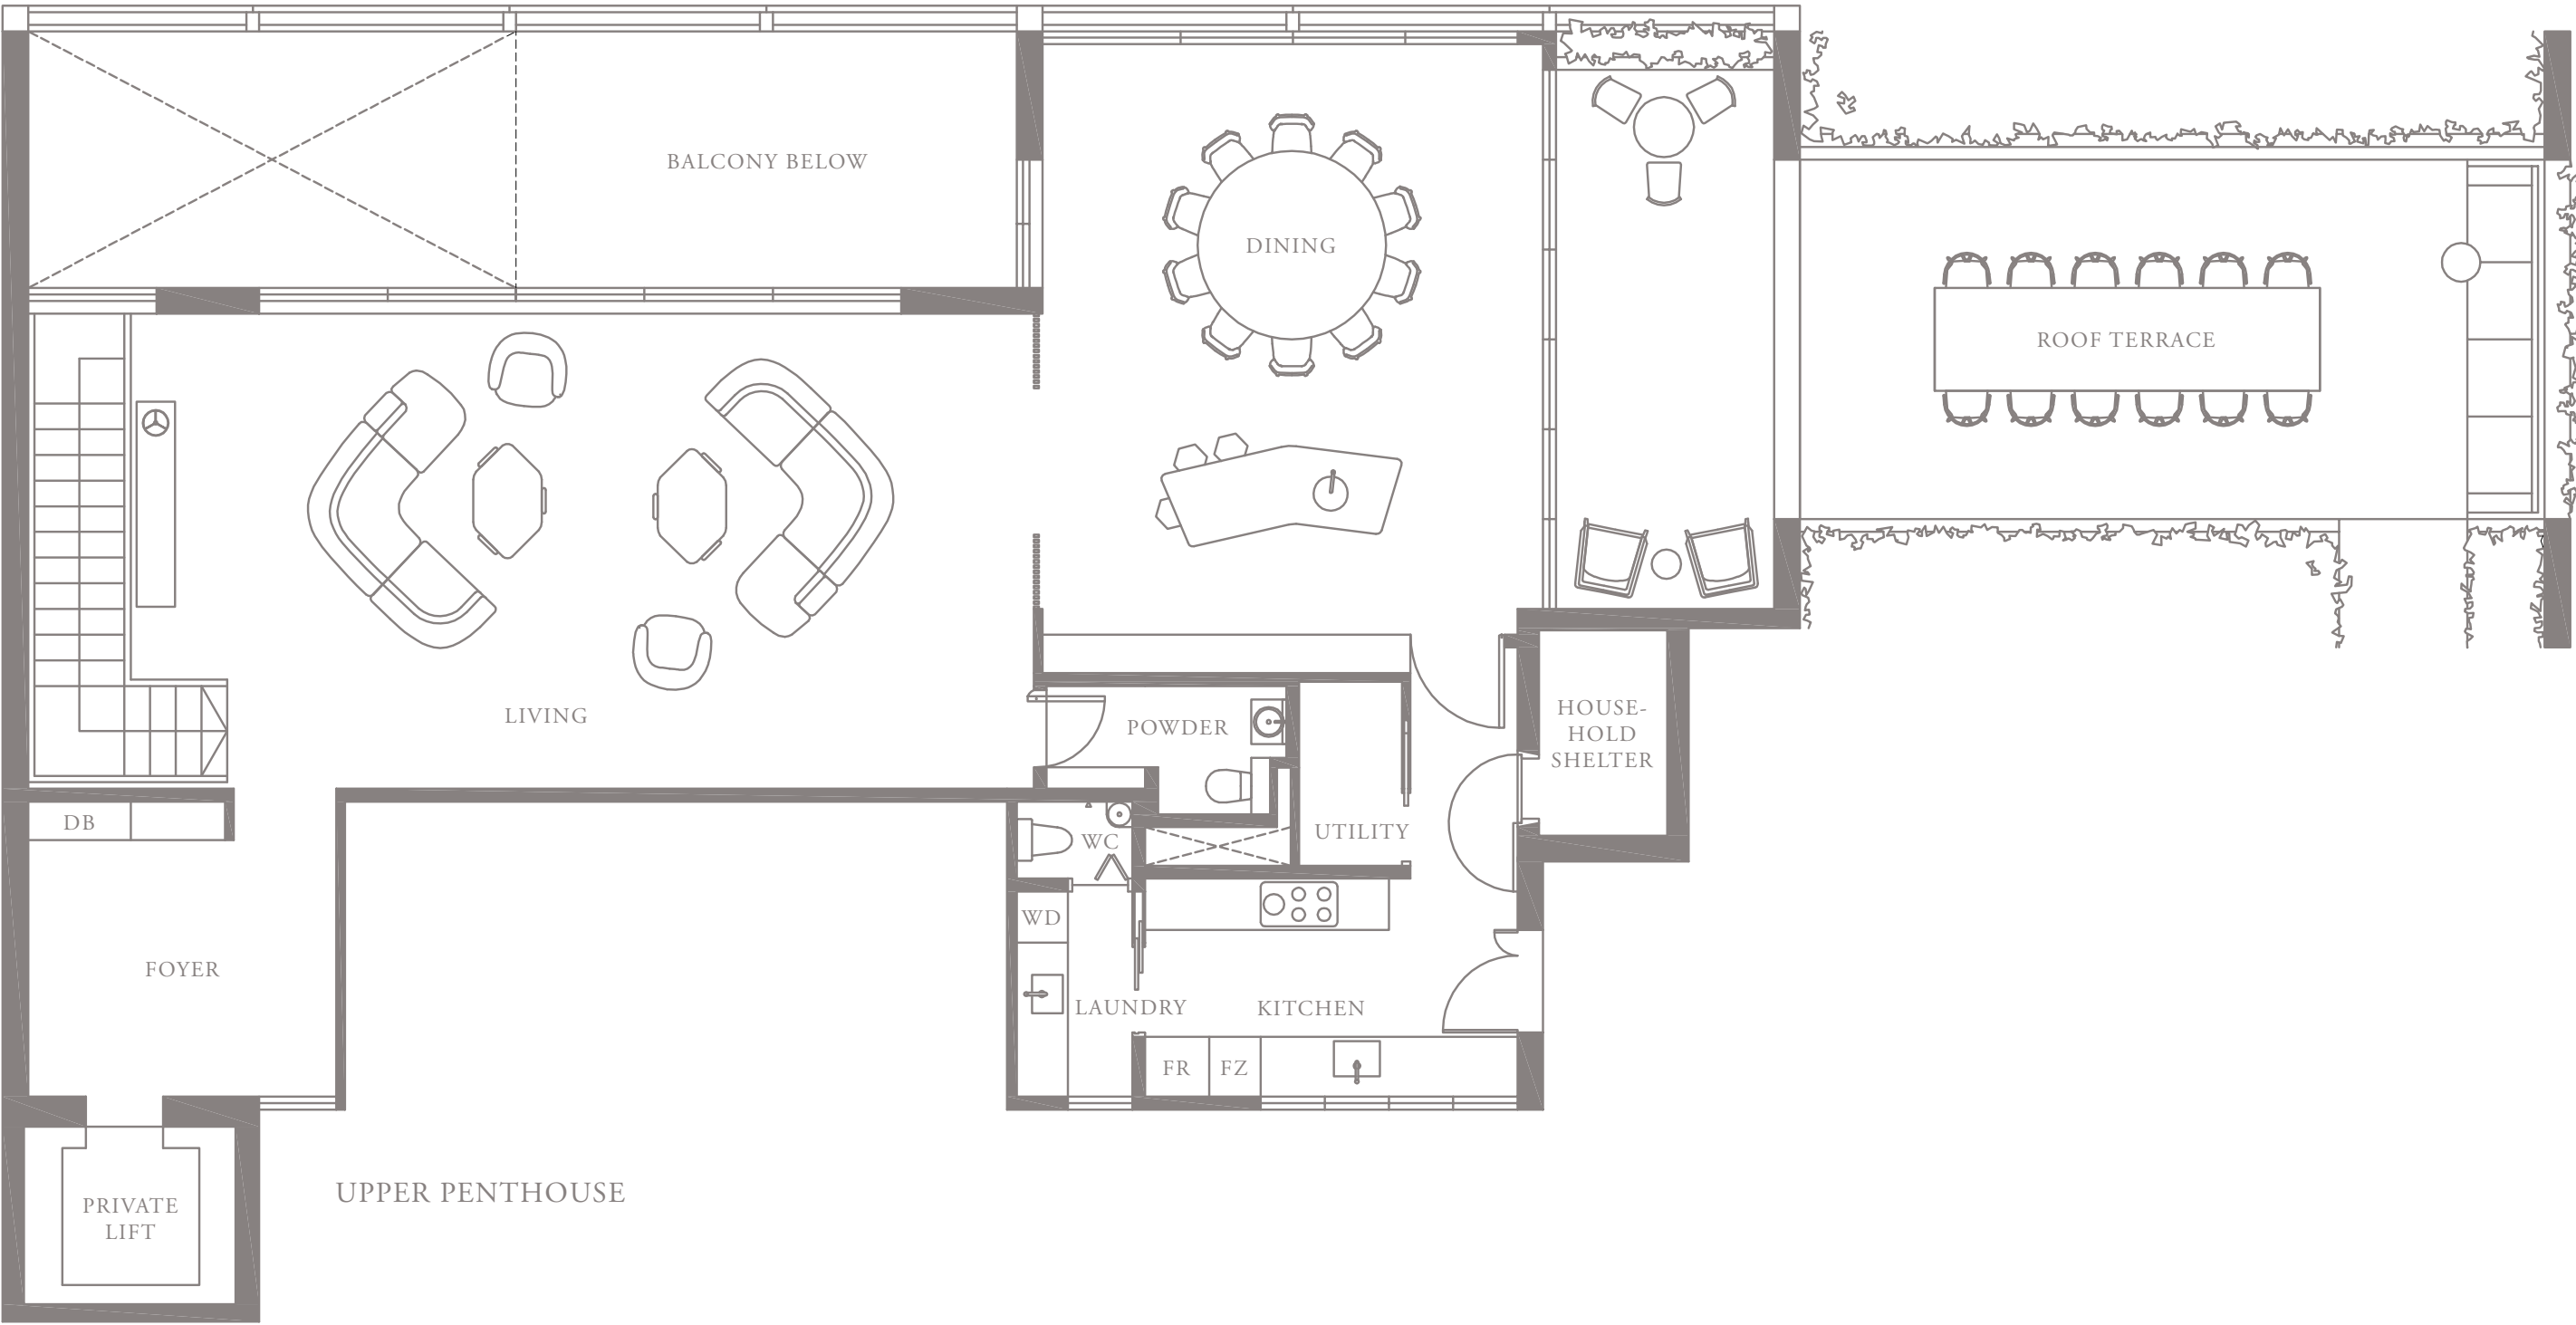 BALCONY BELOW
DINING
ROOF TERRACE
LIVING
POWDER
HOUSE-
HOLD
SHELTER
DB
UTILITY
WC
WD
FOYER
LAUNDRY
KITCHEN
FR
FZ
PRIVATE
LIFT
UPPER PENTHOUSE